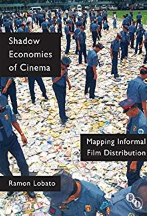 Shadow
Economies
of Cinema
Mapping Informal
Film Distribution
Ramon Lobato